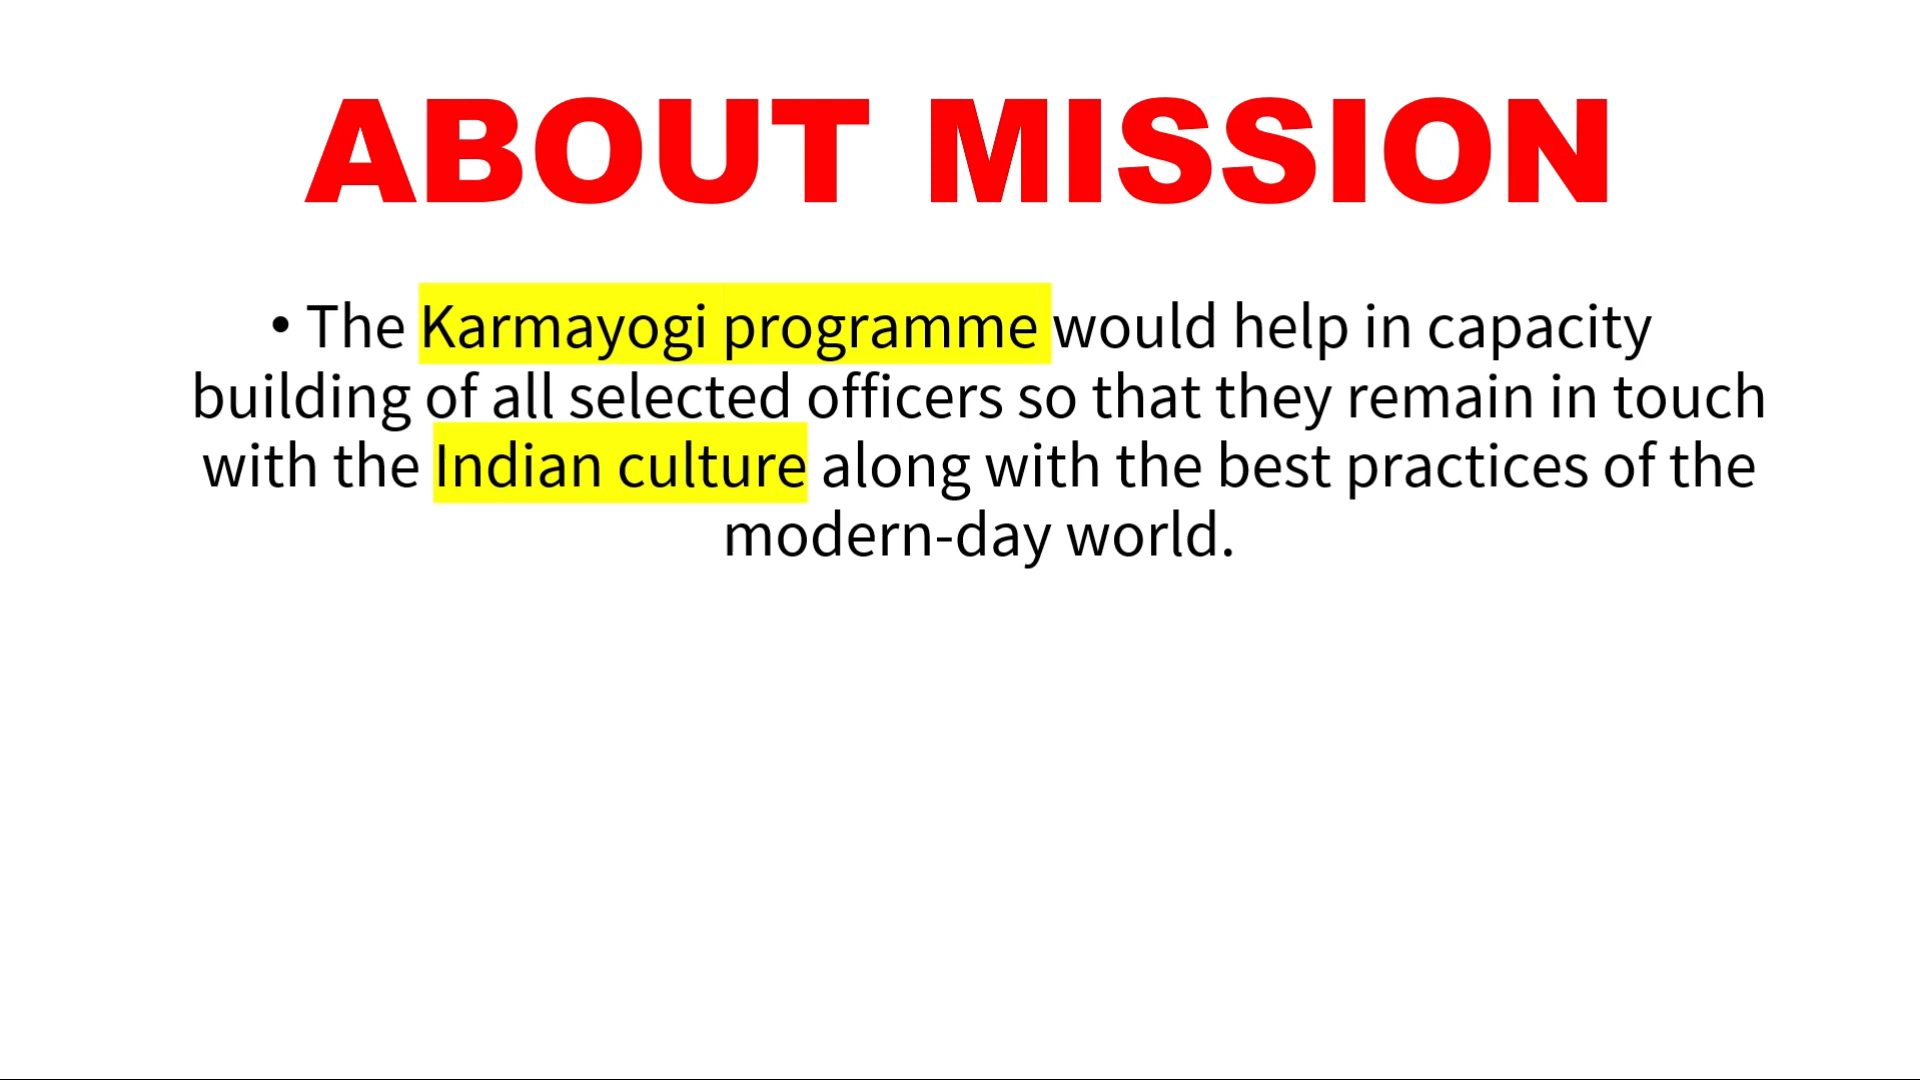 ABOUT MISSION
• The Karmayogi programme would help in capacity
building of all selected officers so that they remain in touch
with the Indian culture along with the best practices of the
modern-day world.